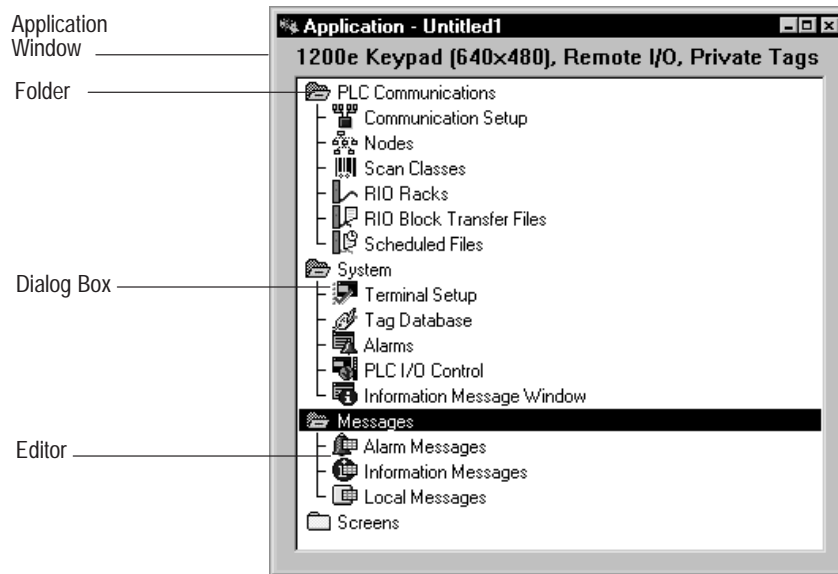 Application
Window
Folder
Dialog Box
Editor
Application - Untitled1
1200e Keypad (640×480), Remote I/O, Private Tags
PLC Communications
Communication Setup
Nodes
Scan Classes
RIO Racks
RIO Block Transfer Files
Scheduled Files
System
Terminal Setup
Tag Database
Alarms
PLC I/O Control
Information Message Window
Messages
Alarm Messages
Information Messages
Local Messages
Screens